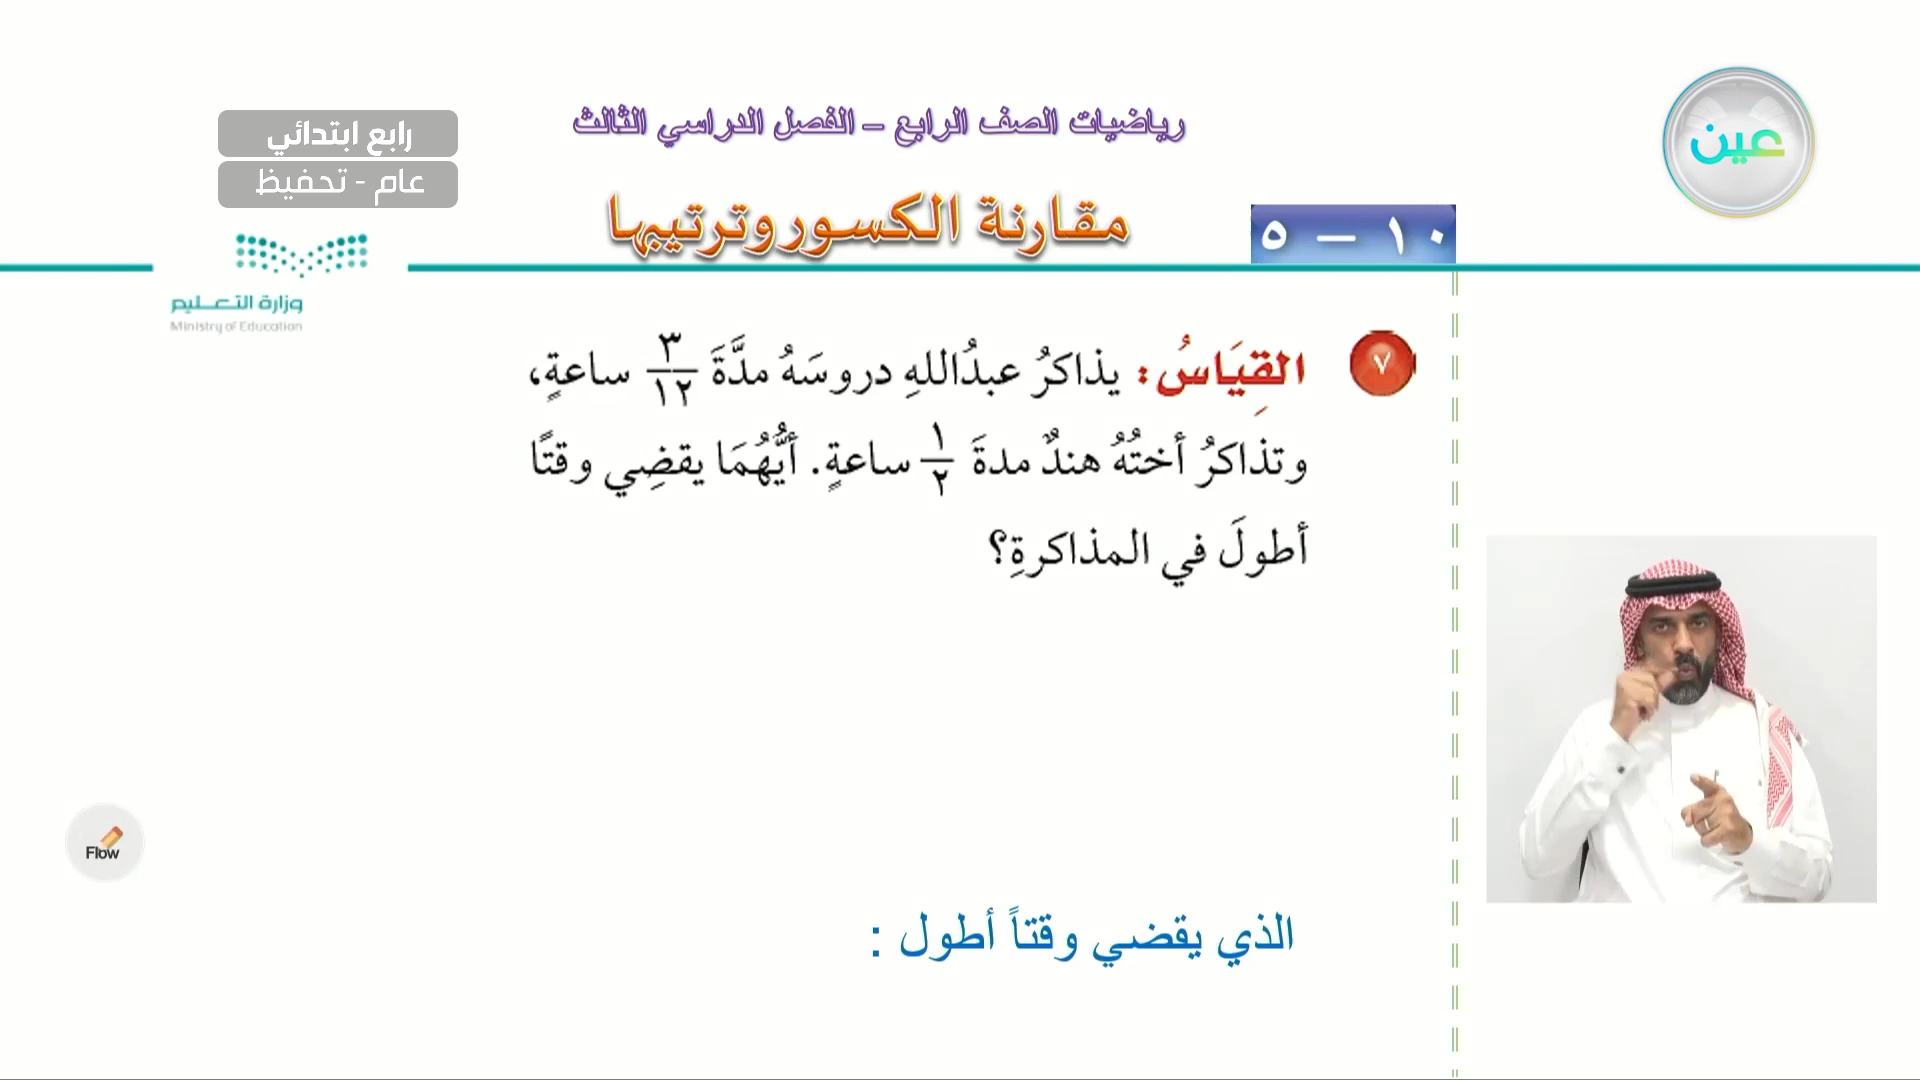 رياضيات الصف الرابع – الفصل الدراسي الثالث
عين
رابع ابتدائي
عام - تحفيظ
١٠ – ٥
مقارنة الكسور وترتيبها
وزارة التعليم
Ministry of Education
٧ القِيَاسُ: يذاكرُ عبدُاللهِ دروسَهُ مدَّةَ ٣/١٢ ساعةٍ،
وتذاكرُ أختُهُ هندٌ مدةَ ١/٢ ساعةٍ. أيُّهُمَا يقضِي وقتًا
أطولَ في المذاكرةِ؟
Flow
الذي يقضي وقتاً أطول :